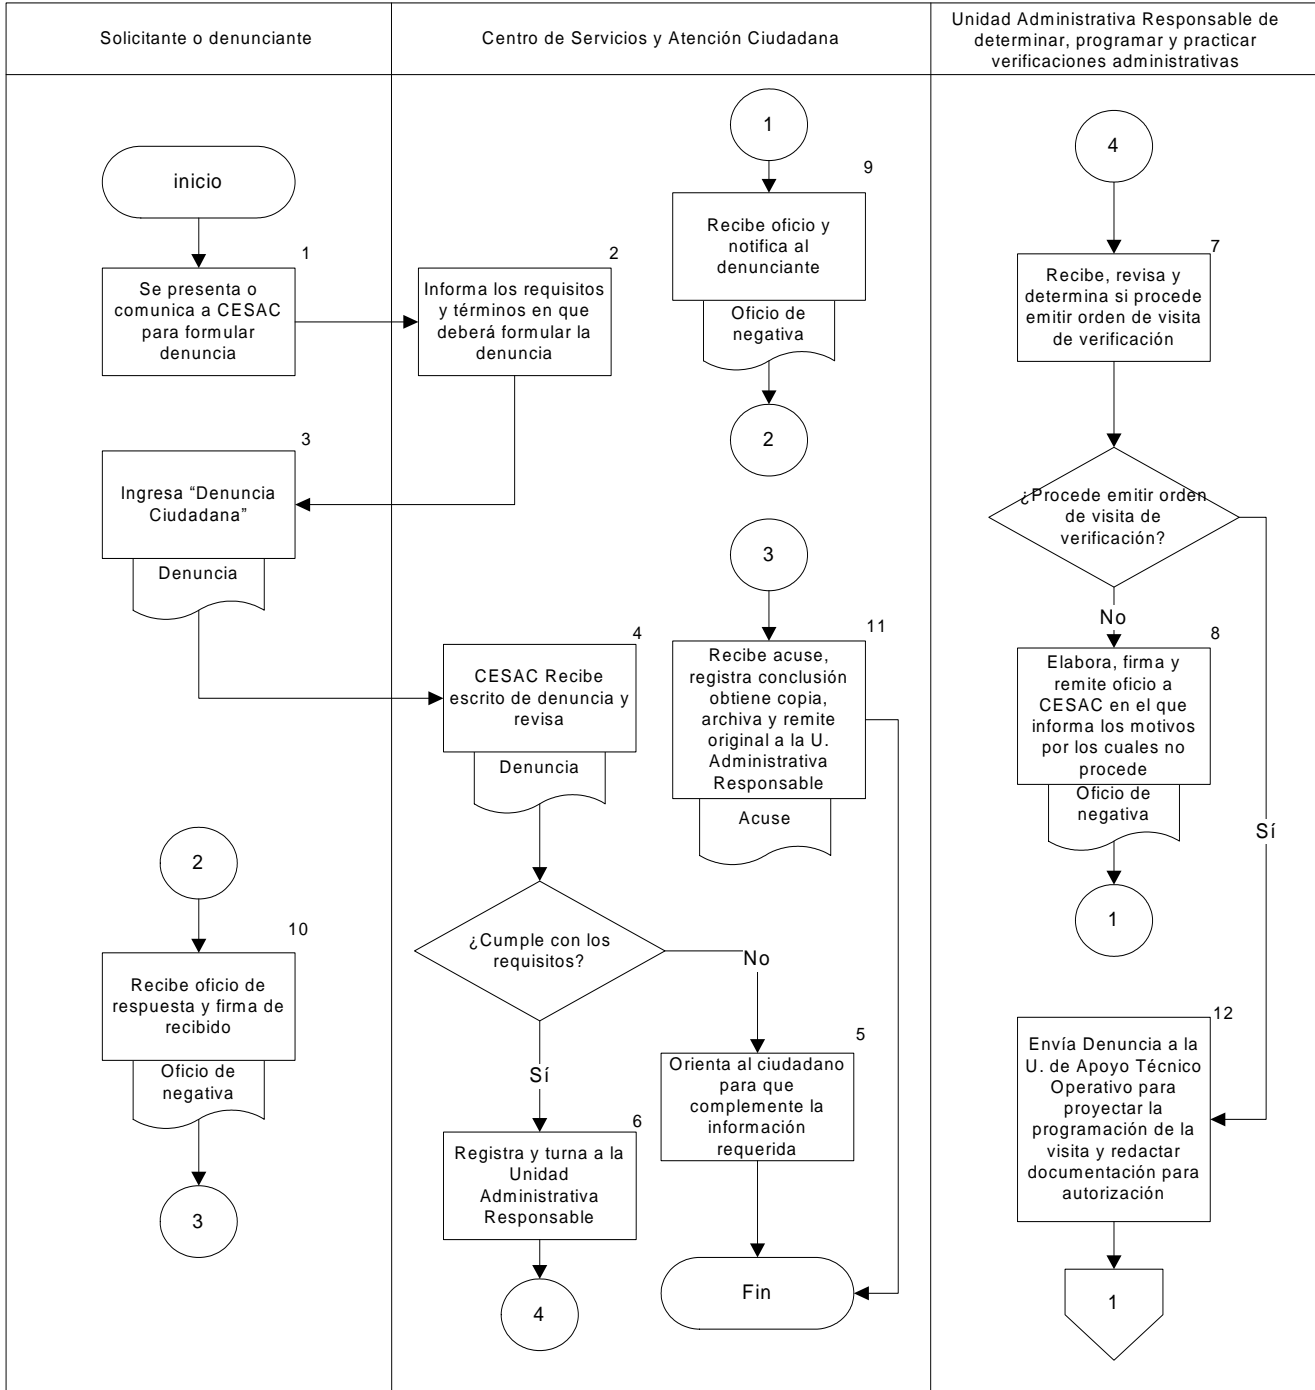 Solicitante o denunciante
Centro de Servicios y Atención Ciudadana
Unidad Administrativa Responsable de
determinar, programar y practicar
verificaciones administrativas
inicio
1
Se presenta o
comunica a CESAC
para formular
denuncia
3
Ingresa “Denuncia
Ciudadana”
Denuncia
2
10
Recibe oficio de
respuesta y firma de
recibido
Oficio de
negativa
3
2
Informa los requisitos
y términos en que
deberá formular la
denuncia
4
CESAC Recibe
escrito de denuncia y
revisa
Denuncia
¿Cumple con los
requisitos?
No
Sí
5
Orienta al ciudadano
para que
complemente la
información
requerida
6
Registra y turna a la
Unidad
Administrativa
Responsable
4
Fin
1
9
Recibe oficio y
notifica al
denunciante
Oficio de
negativa
2
3
11
Recibe acuse,
registra conclusión
obtiene copia,
archiva y remite
original a la U.
Administrativa
Responsable
Acuse
4
7
Recibe, revisa y
determina si procede
emitir orden de visita
de verificación
¿Procede emitir orden
de visita de
verificación?
No
8
Elabora, firma y
remite oficio a
CESAC en el que
informa los motivos
por los cuales no
procede
Oficio de
negativa
Sí
1
12
Envía Denuncia a la
U. de Apoyo Técnico
Operativo para
proyectar la
programación de la
visita y redactar
documentación para
autorización
1